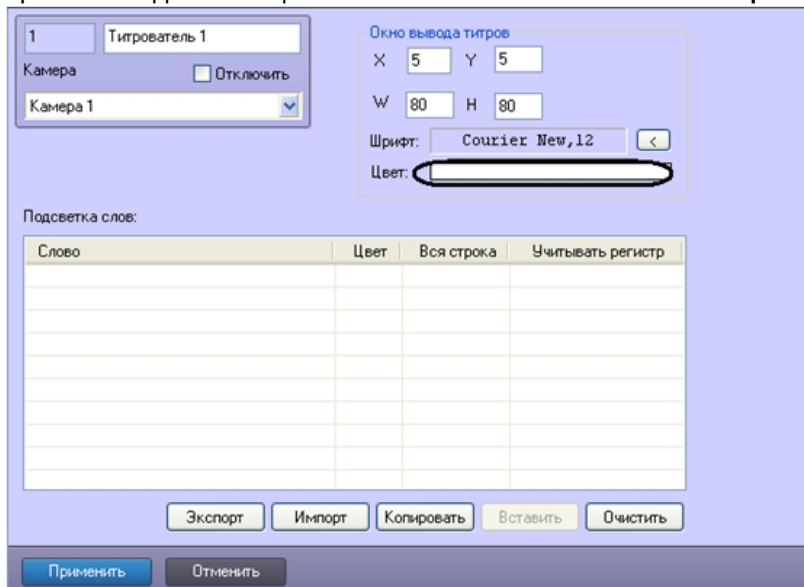 1 Титрователь 1
Камера Отключить
Камера 1
Окно вывода титров
X 5 Y 5
W 80 H 80
Шрифт: Courier New,12 <
Цвет:
Подсветка слов:
Слово Цвет Вся строка Учитывать регистр
Экспорт Импорт Копировать Вставить Очистить
Применить Отменить